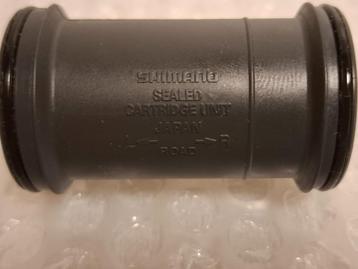 SHIMANO
SEALED
CARTRIDGE UNIT
JAPAN
L R
ROAD